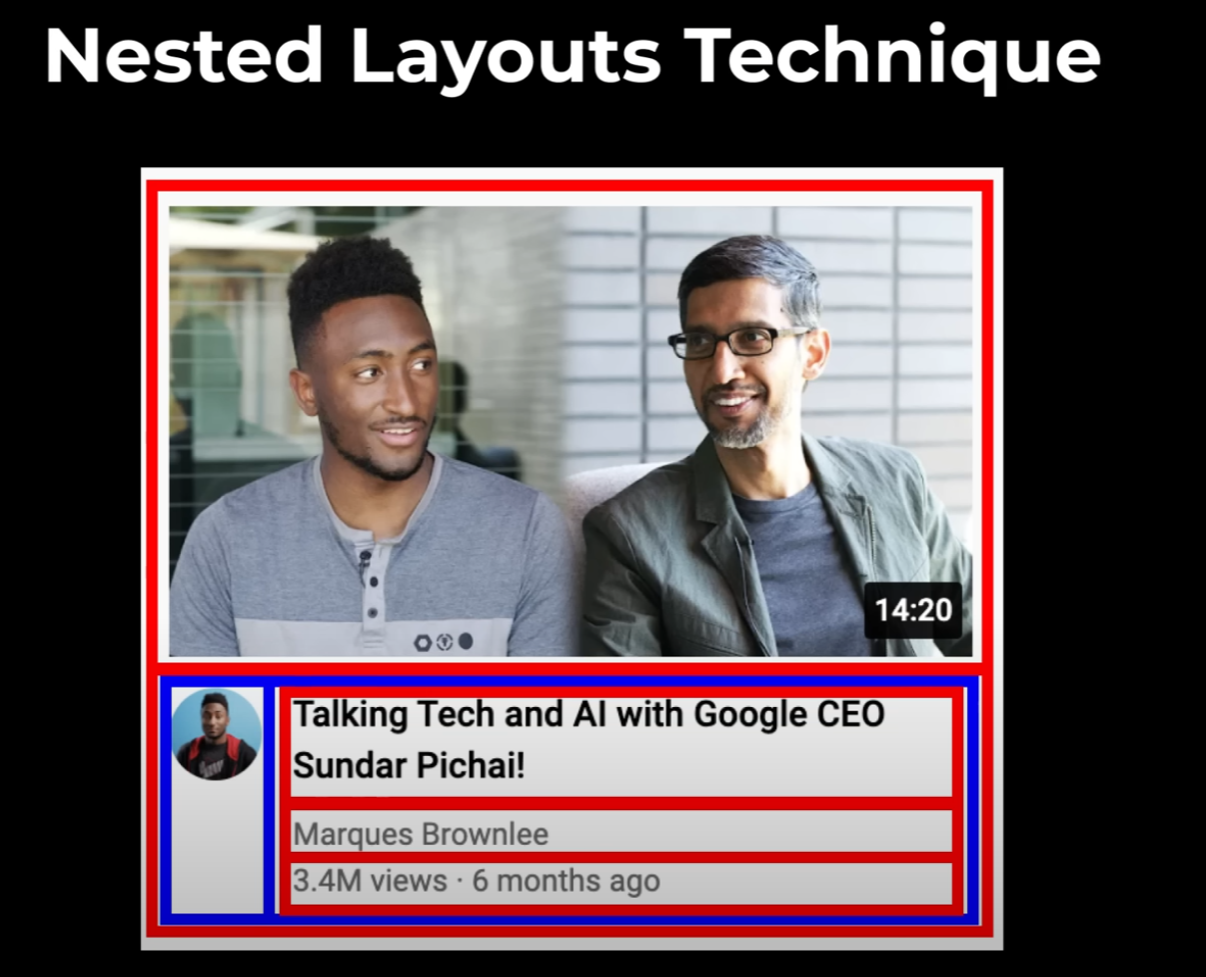 Nested Layouts Technique
14:20
Talking Tech and AI with Google CEO
Sundar Pichai!
Marques Brownlee
3.4M views · 6 months ago